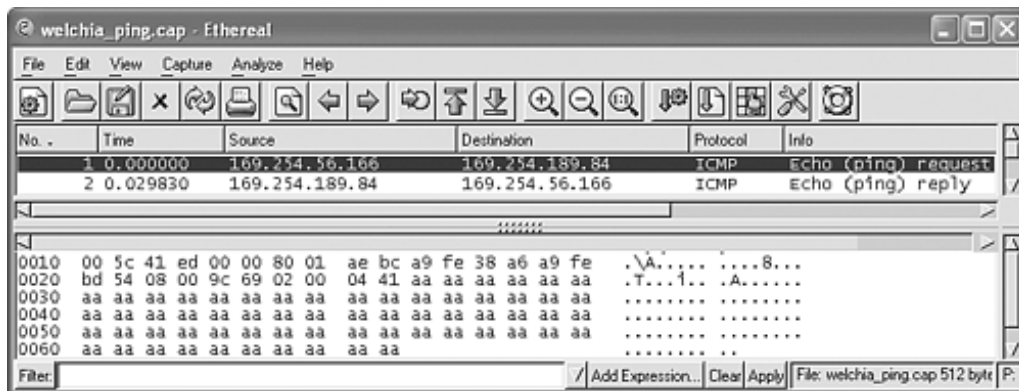 welchia_ping.cap - Ethereal
File Edit View Capture Analyze Help
No. . Time Source Destination Protocol Info
1 0.000000 169.254.56.166 169.254.189.84 ICMP Echo (ping) request
2 0.029830 169.254.189.84 169.254.56.166 ICMP Echo (ping) reply
0010 00 5c 41 ed 00 00 80 01 ae bc a9 fe 38 a6 a9 fe .\A..... ....8...
0020 bd 54 08 00 9c 69 02 00 04 41 aa aa aa aa aa aa .T...i.. .A......
0030 aa aa aa aa aa aa aa aa aa aa aa aa aa aa aa aa ........ ........
0040 aa aa aa aa aa aa aa aa aa aa aa aa aa aa aa aa ........ ........
0050 aa aa aa aa aa aa aa aa aa aa aa aa aa aa aa aa ........ ........
0060 aa aa aa aa aa aa aa aa aa aa ........ ..
Filter: Add Expression... Clear Apply File: welchia_ping.cap 512 byte P: